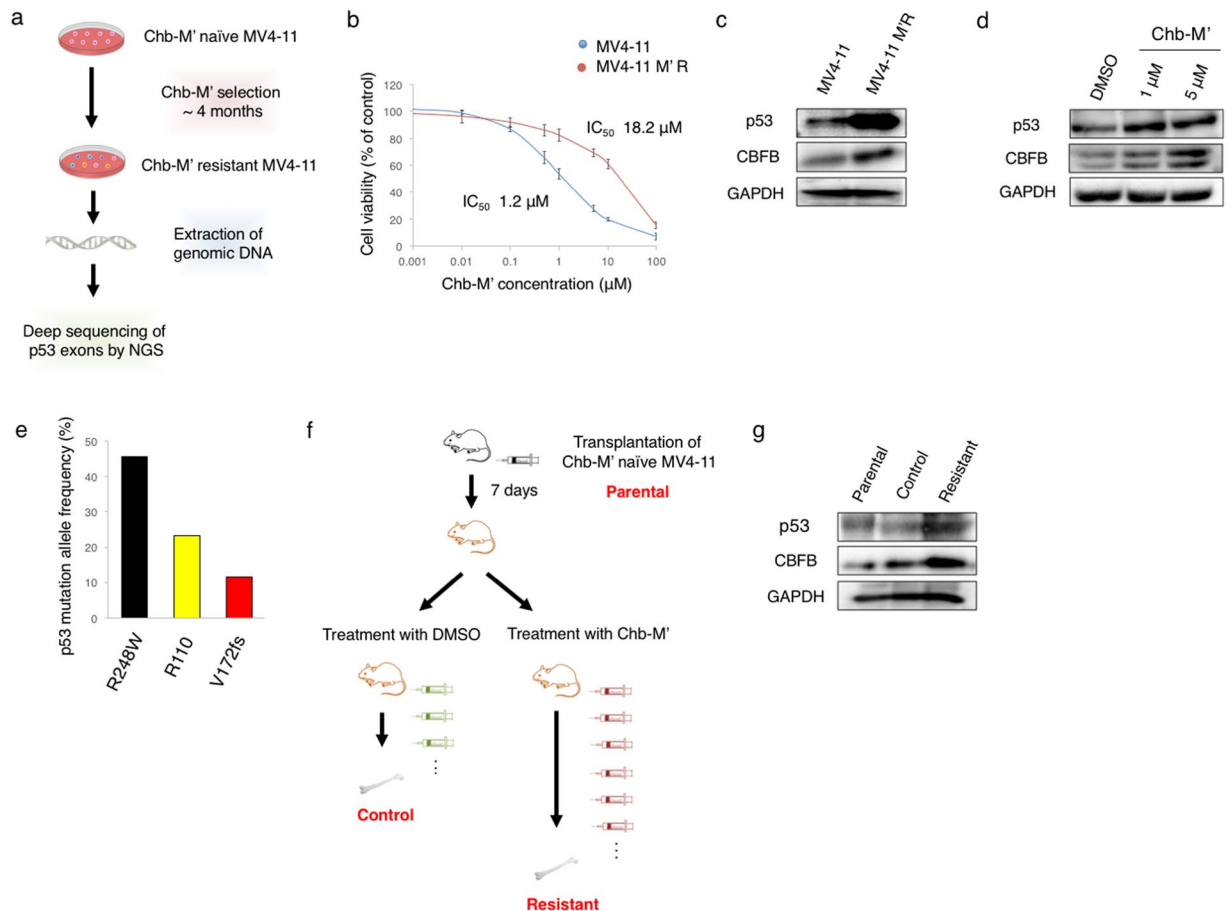 a
Chb-M' naïve MV4-11
Chb-M' selection
~ 4 months
Chb-M' resistant MV4-11
Extraction of
genomic DNA
Deep sequencing of
p53 exons by NGS
b
MV4-11
MV4-11 M' R
Cell viability (% of control)
120
100
80
60
40
20
0
IC50 18.2 µM
IC50 1.2 µM
0.001
0.01
0.1
1
10
100
Chb-M' concentration (µM)
c
MV4-11
MV4-11 M'R
p53
CBFB
GAPDH
d
Chb-M'
DMSO
1 µM
5 µM
p53
CBFB
GAPDH
e
p53 mutation allele frequency (%)
50
40
30
20
10
0
R248W
R110
V172fs
f
Transplantation of
Chb-M' naïve MV4-11
Parental
7 days
Treatment with DMSO
Treatment with Chb-M'
Control
Resistant
g
Parental
Control
Resistant
p53
CBFB
GAPDH